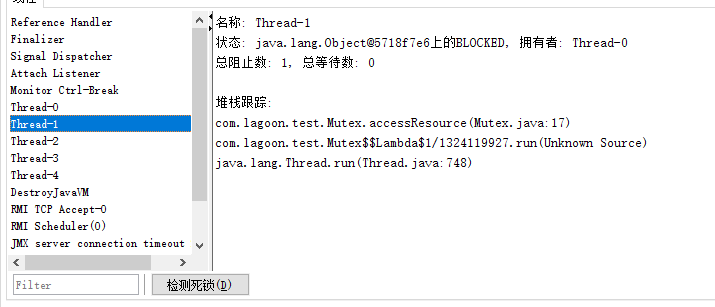 Reference Handler
Finalizer
Signal Dispatcher
Attach Listener
Monitor Ctrl-Break
Thread-0
Thread-1
Thread-2
Thread-3
Thread-4
DestroyJavaVM
RMI TCP Accept-0
RMI Scheduler(0)
JMX server connection timeout
Filter
检测死锁(D)
名称: Thread-1
状态: java.lang.Object@5718f7e6上的BLOCKED, 拥有者: Thread-0
总阻止数: 1, 总等待数: 0
堆栈跟踪:
com.lagoon.test.Mutex.accessResource(Mutex.java:17)
com.lagoon.test.Mutex$$Lambda$1/1324119927.run(Unknown Source)
java.lang.Thread.run(Thread.java:748)